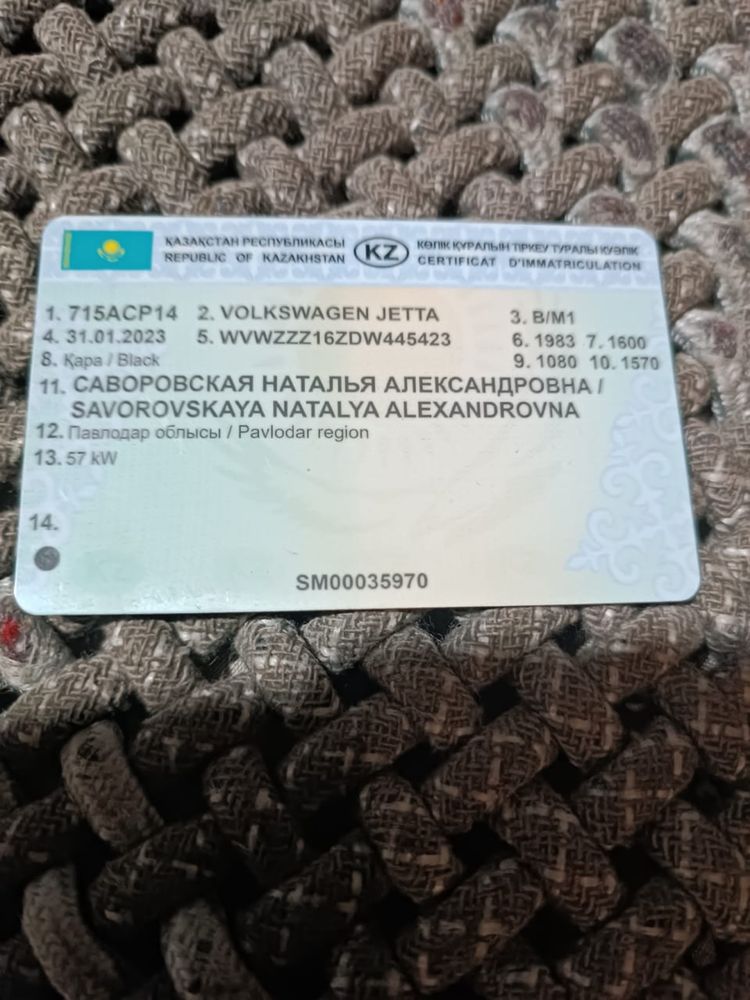 ҚАЗАҚСТАН РЕСПУБЛИКАСЫ
REPUBLIC OF KAZAKHSTAN
KZ
КӨЛІК ҚҰРАЛЫН ТІРКЕУ ТУРАЛЫ КУӘЛІК
CERTIFICAT D'IMMATRICULATION
1. 715ACP14 2. VOLKSWAGEN JETTA 3. B/M1
4. 31.01.2023 5. WVWZZZ16ZDW445423 6. 1983 7. 1600
8. Қара / Black 9. 1080 10. 1570
11. САВОРОВСКАЯ НАТАЛЬЯ АЛЕКСАНДРОВНА /
SAVOROVSKAYA NATALYA ALEXANDROVNA
12. Павлодар облысы / Pavlodar region
13. 57 kW
14.
SM00035970